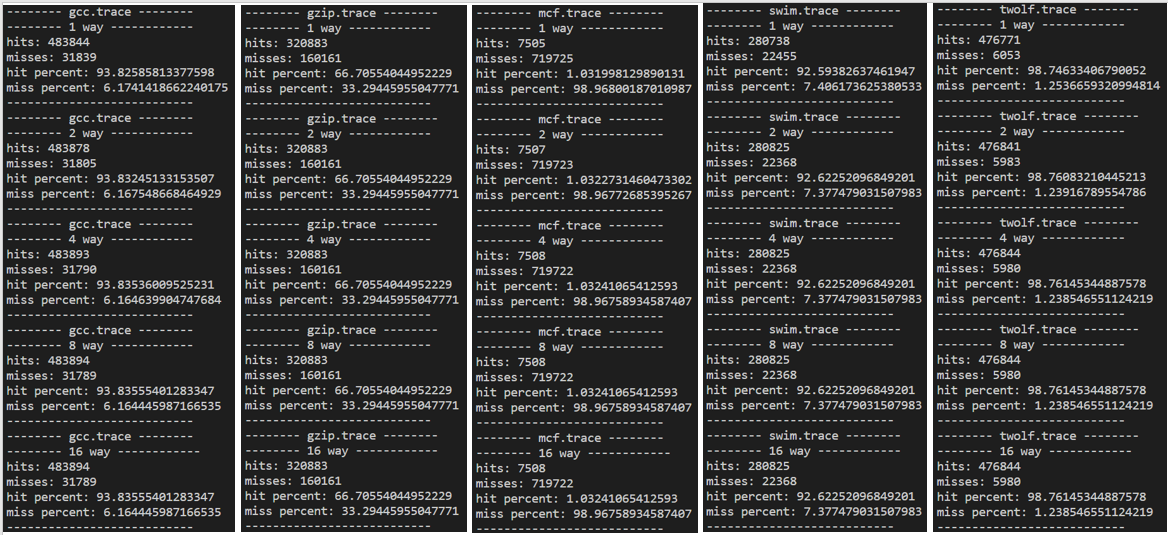 -------- gcc.trace --------
-------- 1 way ------------
hits: 483844
misses: 31839
hit percent: 93.82585813377598
miss percent: 6.1741418662240175
---------------------------
-------- gcc.trace --------
-------- 2 way ------------
hits: 483878
misses: 31805
hit percent: 93.83245133153507
miss percent: 6.167548668464929
---------------------------
-------- gcc.trace --------
-------- 4 way ------------
hits: 483893
misses: 31790
hit percent: 93.83536009525231
miss percent: 6.164639904747684
---------------------------
-------- gcc.trace --------
-------- 8 way ------------
hits: 483894
misses: 31789
hit percent: 93.83555401283347
miss percent: 6.164445987166535
---------------------------
-------- gcc.trace --------
-------- 16 way ------------
hits: 483894
misses: 31789
hit percent: 93.83555401283347
miss percent: 6.164445987166535
---------------------------
-------- gzip.trace --------
-------- 1 way ------------
hits: 320883
misses: 160161
hit percent: 66.70554044952229
miss percent: 33.29445955047771
---------------------------
-------- gzip.trace --------
-------- 2 way ------------
hits: 320883
misses: 160161
hit percent: 66.70554044952229
miss percent: 33.29445955047771
---------------------------
-------- gzip.trace --------
-------- 4 way ------------
hits: 320883
misses: 160161
hit percent: 66.70554044952229
miss percent: 33.29445955047771
---------------------------
-------- gzip.trace --------
-------- 8 way ------------
hits: 320883
misses: 160161
hit percent: 66.70554044952229
miss percent: 33.29445955047771
---------------------------
-------- gzip.trace --------
-------- 16 way ------------
hits: 320883
misses: 160161
hit percent: 66.70554044952229
miss percent: 33.29445955047771
---------------------------
-------- mcf.trace --------
-------- 1 way ------------
hits: 7505
misses: 719725
hit percent: 1.031998129890131
miss percent: 98.96800187010987
---------------------------
-------- mcf.trace --------
-------- 2 way ------------
hits: 7507
misses: 719723
hit percent: 1.0322731460473302
miss percent: 98.96772685395267
---------------------------
-------- mcf.trace --------
-------- 4 way ------------
hits: 7508
misses: 719722
hit percent: 1.03241065412593
miss percent: 98.96758934587407
---------------------------
-------- mcf.trace --------
-------- 8 way ------------
hits: 7508
misses: 719722
hit percent: 1.03241065412593
miss percent: 98.96758934587407
---------------------------
-------- mcf.trace --------
-------- 16 way ------------
hits: 7508
misses: 719722
hit percent: 1.03241065412593
miss percent: 98.96758934587407
---------------------------
-------- swim.trace --------
-------- 1 way ------------
hits: 280738
misses: 22455
hit percent: 92.59382637461947
miss percent: 7.406173625380533
---------------------------
-------- swim.trace --------
-------- 2 way ------------
hits: 280825
misses: 22368
hit percent: 92.62252096849201
miss percent: 7.377479031507983
---------------------------
-------- swim.trace --------
-------- 4 way ------------
hits: 280825
misses: 22368
hit percent: 92.62252096849201
miss percent: 7.377479031507983
---------------------------
-------- swim.trace --------
-------- 8 way ------------
hits: 280825
misses: 22368
hit percent: 92.62252096849201
miss percent: 7.377479031507983
---------------------------
-------- swim.trace --------
-------- 16 way ------------
hits: 280825
misses: 22368
hit percent: 92.62252096849201
miss percent: 7.377479031507983
---------------------------
-------- twolf.trace --------
-------- 1 way ------------
hits: 476771
misses: 6053
hit percent: 98.74633406790052
miss percent: 1.2536659320994814
---------------------------
-------- twolf.trace --------
-------- 2 way ------------
hits: 476841
misses: 5983
hit percent: 98.76083210445213
miss percent: 1.23916789554786
---------------------------
-------- twolf.trace --------
-------- 4 way ------------
hits: 476844
misses: 5980
hit percent: 98.76145344887578
miss percent: 1.238546551124219
---------------------------
-------- twolf.trace --------
-------- 8 way ------------
hits: 476844
misses: 5980
hit percent: 98.76145344887578
miss percent: 1.238546551124219
---------------------------
-------- twolf.trace --------
-------- 16 way ------------
hits: 476844
misses: 5980
hit percent: 98.76145344887578
miss percent: 1.238546551124219
---------------------------